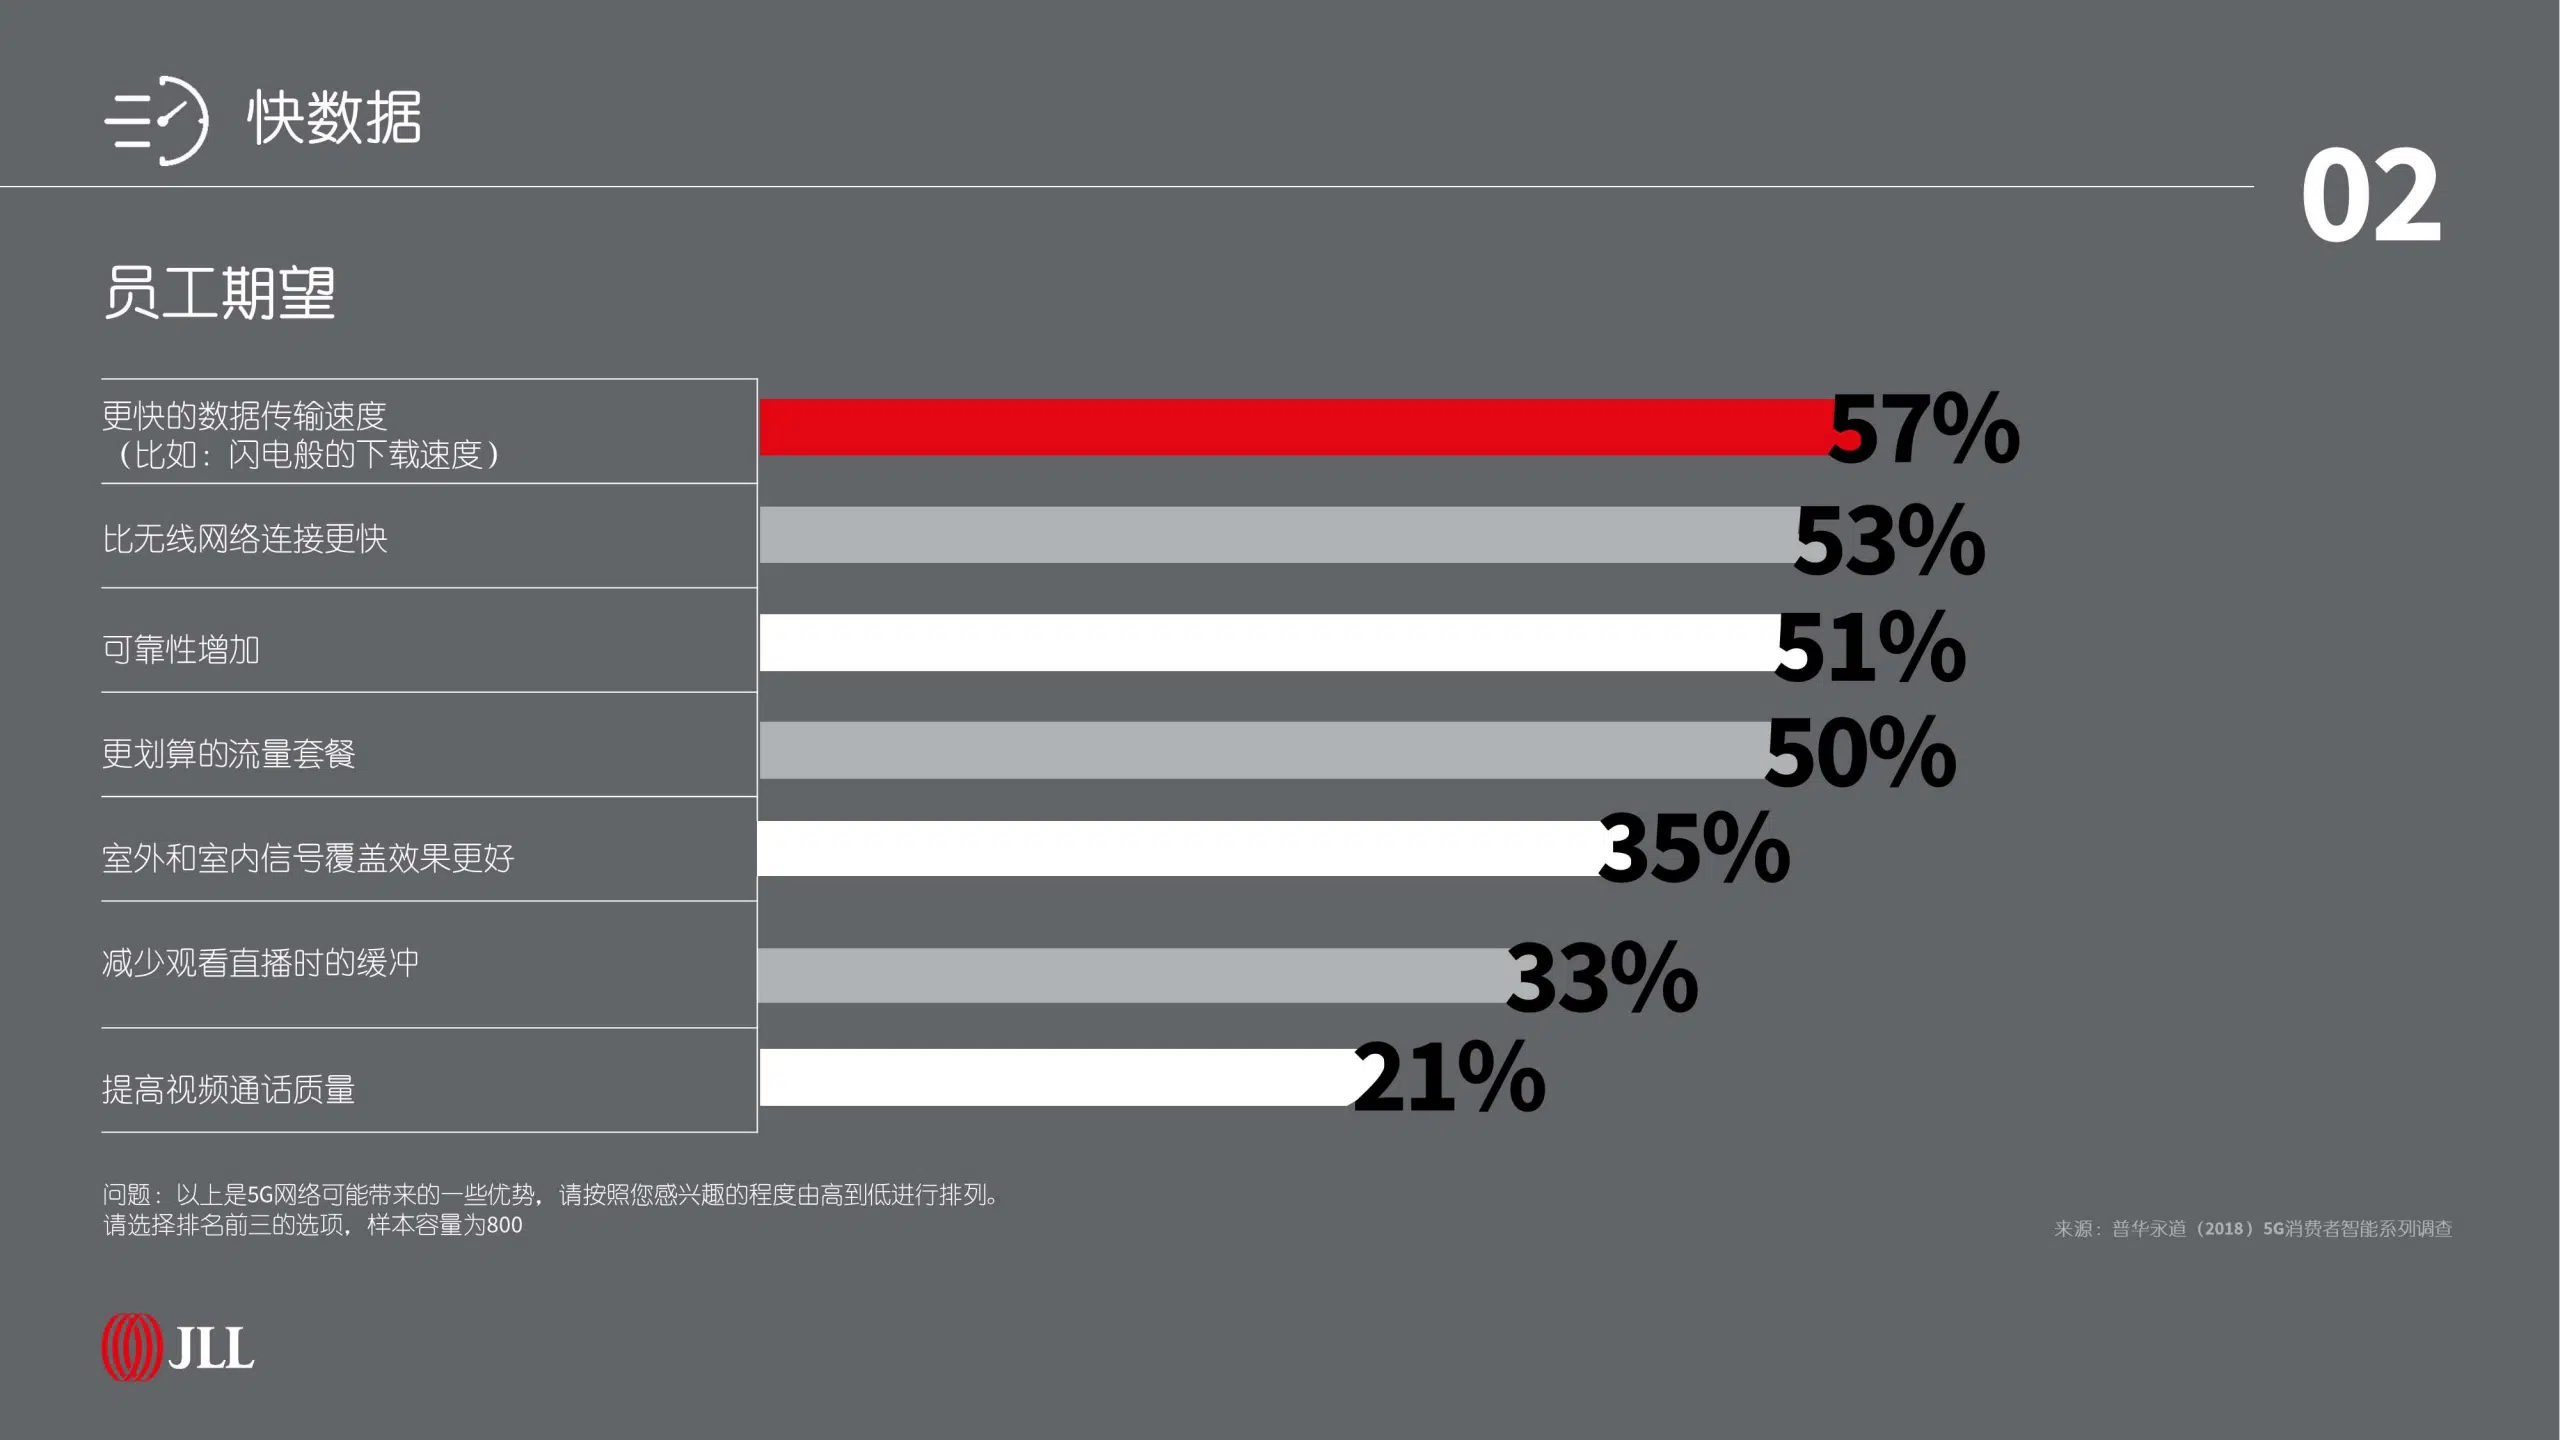 快数据
02
员工期望
更快的数据传输速度
（比如：闪电般的下载速度）
57%
比无线网络连接更快
53%
可靠性增加
51%
更划算的流量套餐
50%
室外和室内信号覆盖效果更好
35%
减少观看直播时的缓冲
33%
提高视频通话质量
21%
问题：以上是5G网络可能带来的一些优势，请按照您感兴趣的程度由高到低进行排列。
请选择排名前三的选项，样本容量为800
来源：普华永道（2018）5G消费者智能系列调查
JLL